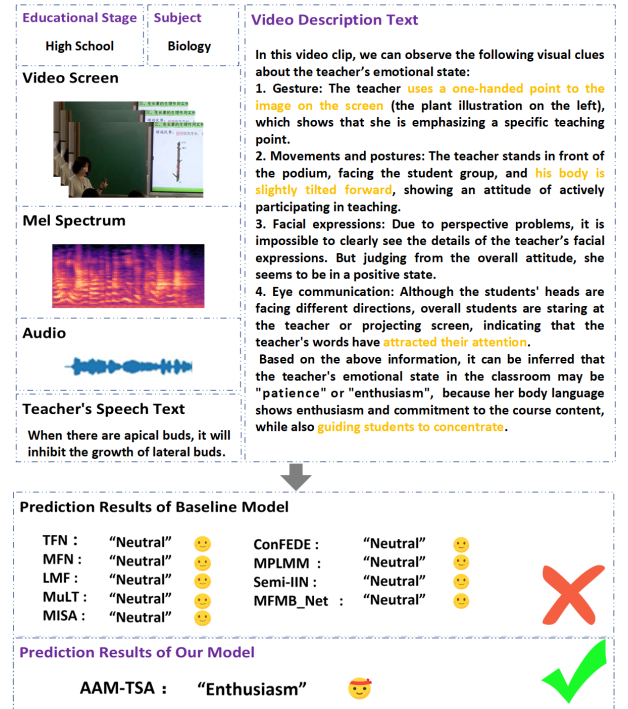 Educational Stage
Subject
High School
Biology
Video Screen
Mel Spectrum
Audio
Teacher's Speech Text
When there are apical buds, it will
inhibit the growth of lateral buds.
Video Description Text
In this video clip, we can observe the following visual clues
about the teacher's emotional state:
1. Gesture: The teacher uses a one-handed point to the
image on the screen (the plant illustration on the left),
which shows that she is emphasizing a specific teaching
point.
2. Movements and postures: The teacher stands in front of
the podium, facing the student group, and his body is
slightly tilted forward, showing an attitude of actively
participating in teaching.
3. Facial expressions: Due to perspective problems, it is
impossible to clearly see the details of the teacher's facial
expressions. But judging from the overall attitude, she
seems to be in a positive state.
4. Eye communication: Although the students' heads are
facing different directions, overall students are staring at
the teacher or projecting screen, indicating that the
teacher's words have attracted their attention.
Based on the above information, it can be inferred that
the teacher's emotional state in the classroom may be
"patience" or "enthusiasm", because her body language
shows enthusiasm and commitment to the course content,
while also guiding students to concentrate.
Prediction Results of Baseline Model
TFN : “Neutral”
MFN : “Neutral”
LMF : “Neutral”
MuLT : “Neutral”
MISA : “Neutral”
ConFEDE : “Neutral”
MPLMM : “Neutral”
Semi-IIN : “Neutral”
MFMB_Net : “Neutral”
Prediction Results of Our Model
AAM-TSA : “Enthusiasm”